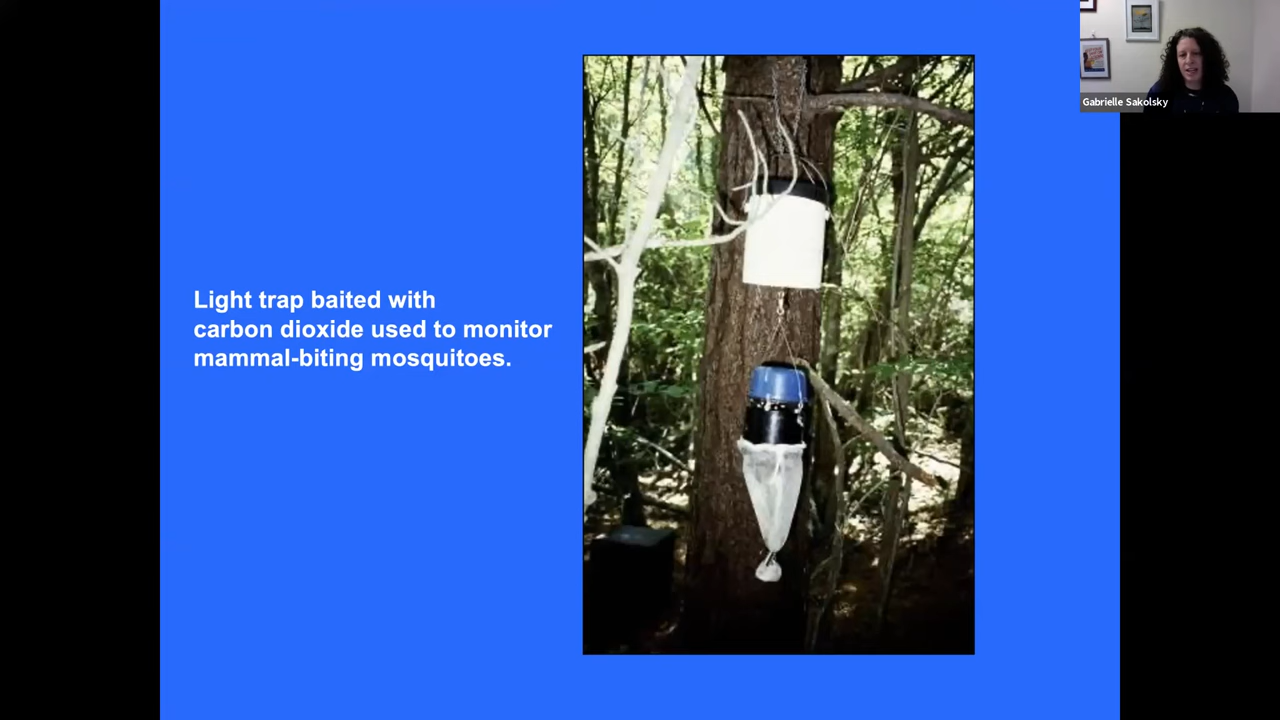 Light trap baited with
carbon dioxide used to monitor
mammal-biting mosquitoes.
Gabrielle Sakolsky